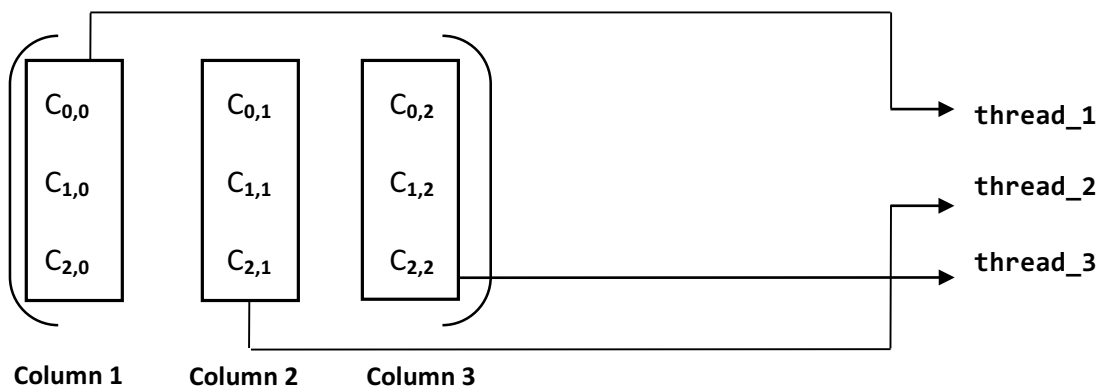 C0,0 C0,1 C0,2 thread_1
C1,0 C1,1 C1,2 thread_2
C2,0 C2,1 C2,2 thread_3
Column 1 Column 2 Column 3